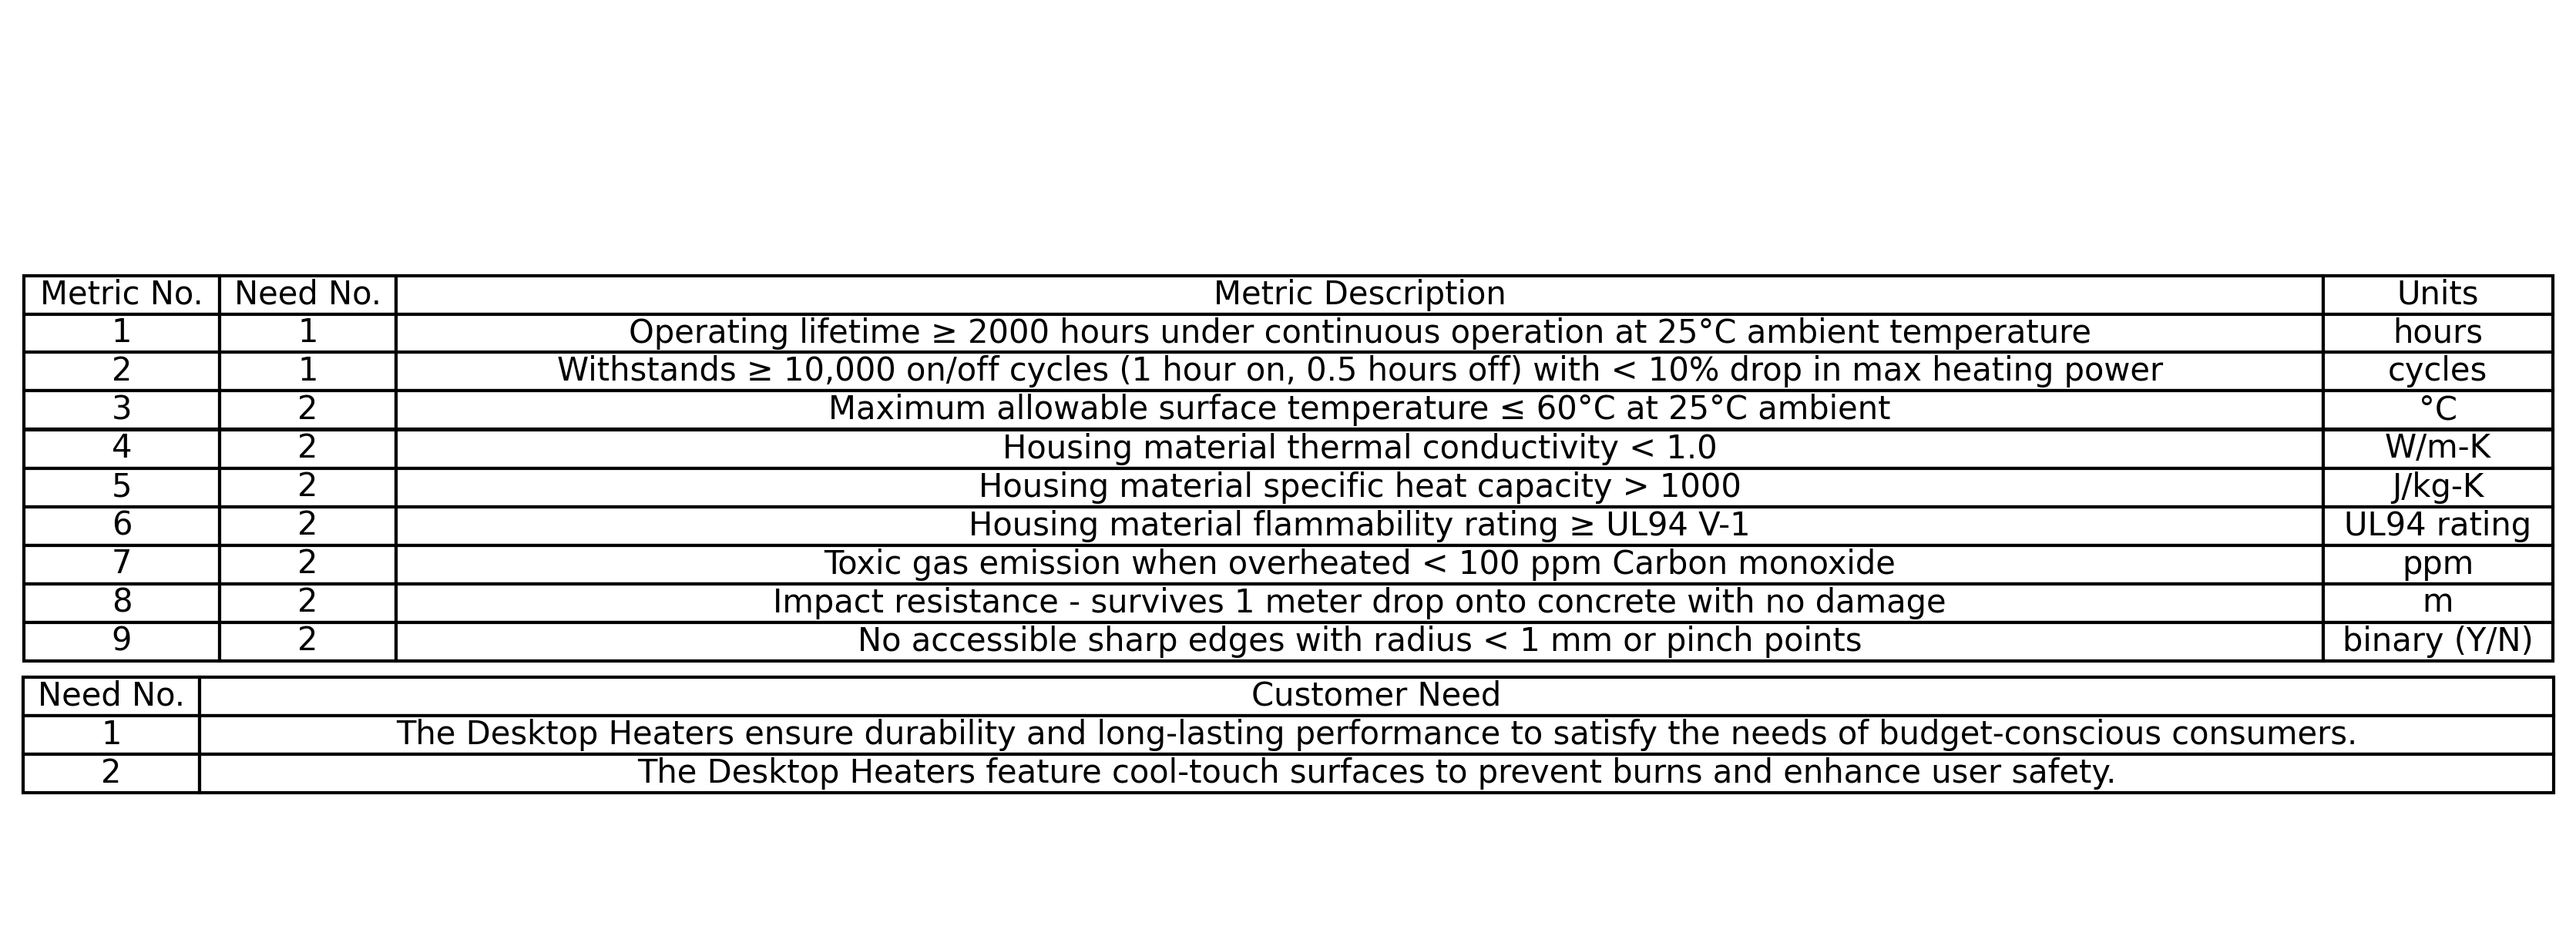 Metric No. Need No. Metric Description Units
1 1 Operating lifetime ≥ 2000 hours under continuous operation at 25°C ambient temperature hours
2 1 Withstands ≥ 10,000 on/off cycles (1 hour on, 0.5 hours off) with < 10% drop in max heating power cycles
3 2 Maximum allowable surface temperature ≤ 60°C at 25°C ambient °C
4 2 Housing material thermal conductivity < 1.0 W/m-K
5 2 Housing material specific heat capacity > 1000 J/kg-K
6 2 Housing material flammability rating ≥ UL94 V-1 UL94 rating
7 2 Toxic gas emission when overheated < 100 ppm Carbon monoxide ppm
8 2 Impact resistance - survives 1 meter drop onto concrete with no damage m
9 2 No accessible sharp edges with radius < 1 mm or pinch points binary (Y/N)
Need No. Customer Need
1 The Desktop Heaters ensure durability and long-lasting performance to satisfy the needs of budget-conscious consumers.
2 The Desktop Heaters feature cool-touch surfaces to prevent burns and enhance user safety.